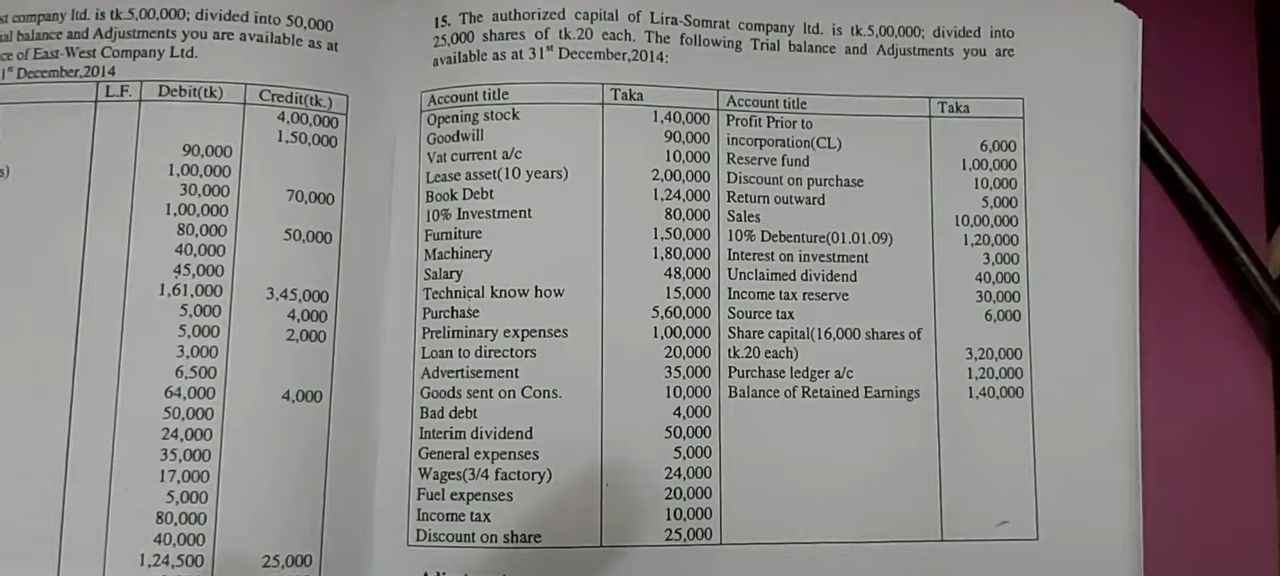 st company ltd. is tk.5,00,000; divided into 50,000
ial balance and Adjustments you are available as at
ce of East-West Company Ltd.
1st December,2014
L.F. Debit(tk) Credit(tk.)
4,00,000
1,50,000
90,000
s) 1,00,000
30,000 70,000
1,00,000
80,000 50,000
40,000
45,000
1,61,000 3,45,000
5,000 4,000
5,000 2,000
3,000
6,500
64,000 4,000
50,000
24,000
35,000
17,000
5,000
80,000
40,000
1,24,500 25,000
15. The authorized capital of Lira-Somrat company ltd. is tk.5,00,000; divided into
25,000 shares of tk.20 each. The following Trial balance and Adjustments you are
available as at 31st December,2014:
Account title Taka Account title Taka
Opening stock 1,40,000 Profit Prior to
Goodwill 90,000 incorporation(CL) 6,000
Vat current a/c 10,000 Reserve fund 1,00,000
Lease asset(10 years) 2,00,000 Discount on purchase 10,000
Book Debt 1,24,000 Return outward 5,000
10% Investment 80,000 Sales 10,00,000
Furniture 1,50,000 10% Debenture(01.01.09) 1,20,000
Machinery 1,80,000 Interest on investment 3,000
Salary 48,000 Unclaimed dividend 40,000
Technical know how 15,000 Income tax reserve 30,000
Purchase 5,60,000 Source tax 6,000
Preliminary expenses 1,00,000 Share capital(16,000 shares of
Loan to directors 20,000 tk.20 each) 3,20,000
Advertisement 35,000 Purchase ledger a/c 1,20,000
Goods sent on Cons. 10,000 Balance of Retained Earnings 1,40,000
Bad debt 4,000
Interim dividend 50,000
General expenses 5,000
Wages(3/4 factory) 24,000
Fuel expenses 20,000
Income tax 10,000
Discount on share 25,000